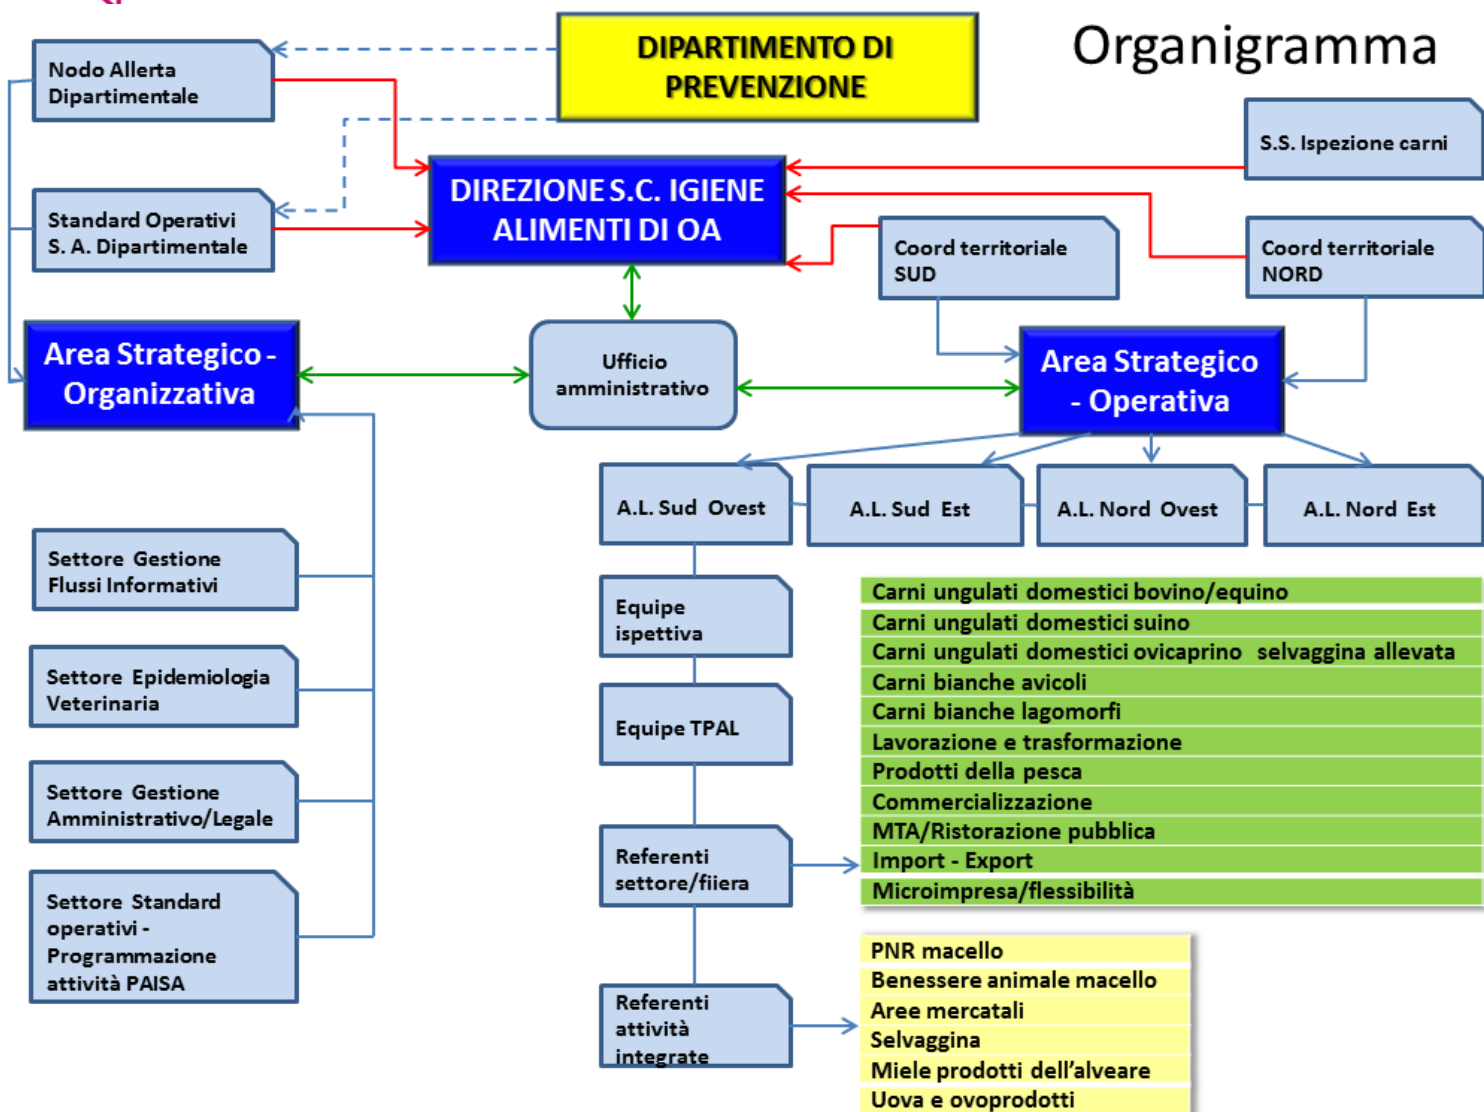 Organigramma
DIPARTIMENTO DI
PREVENZIONE
Nodo Allerta
Dipartimentale
S.S. Ispezione carni
DIREZIONE S.C. IGIENE
ALIMENTI DI OA
Standard Operativi
S. A. Dipartimentale
Coord territoriale
SUD
Coord territoriale
NORD
Area Strategico -
Organizzativa
Ufficio
amministrativo
Area Strategico
- Operativa
A.L. Sud Ovest
A.L. Sud Est
A.L. Nord Ovest
A.L. Nord Est
Settore Gestione
Flussi Informativi
Settore Epidemiologia
Veterinaria
Settore Gestione
Amministrativo/Legale
Settore Standard
operativi -
Programmazione
attività PAISA
Equipe
ispettiva
Equipe TPAL
Referenti
settore/fiiera
Referenti
attività
integrate
Carni ungulati domestici bovino/equino
Carni ungulati domestici suino
Carni ungulati domestici ovicaprino selvaggina allevata
Carni bianche avicoli
Carni bianche lagomorfi
Lavorazione e trasformazione
Prodotti della pesca
Commercializzazione
MTA/Ristorazione pubblica
Import - Export
Microimpresa/flessibilità
PNR macello
Benessere animale macello
Aree mercatali
Selvaggina
Miele prodotti dell'alveare
Uova e ovoprodotti